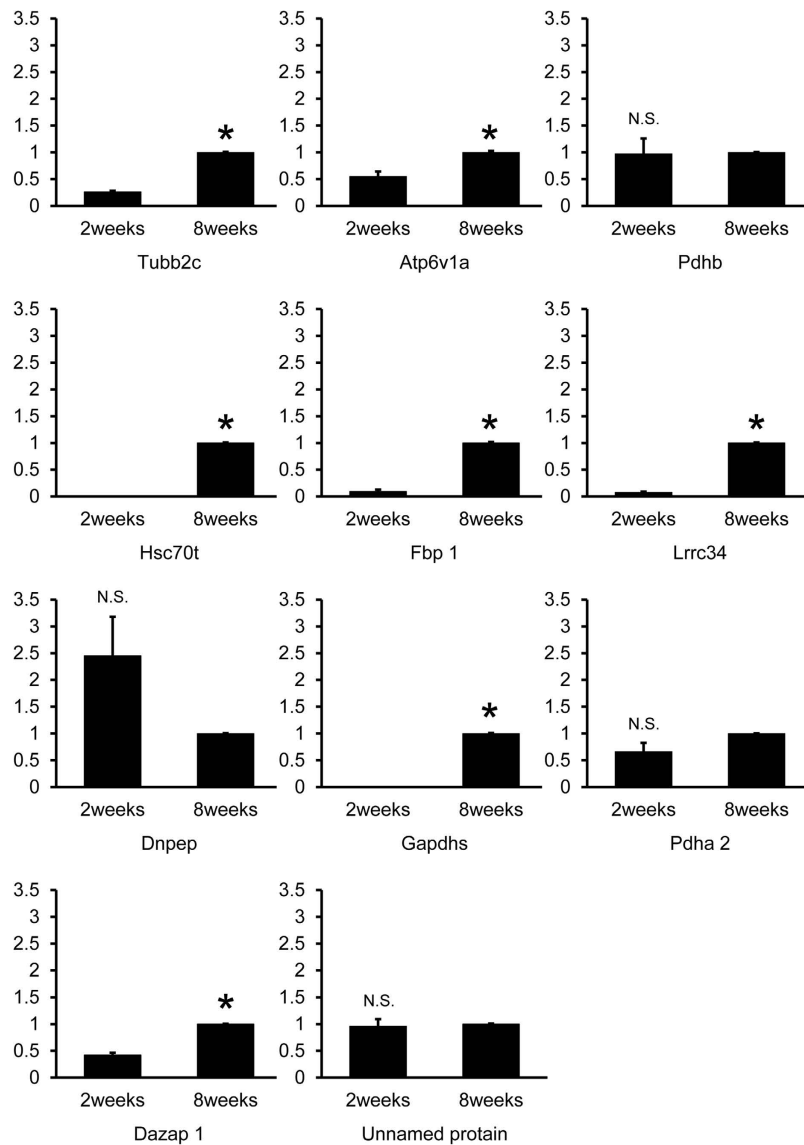 3.5 3.5 3.5
3 3 3
2.5 2.5 2.5
2 2 2
N.S.
1.5 * 1.5 * 1.5
1 1 1
0.5 0.5 0.5
0 0 0
2weeks 8weeks 2weeks 8weeks 2weeks 8weeks
Tubb2c Atp6v1a Pdhb
3.5 3.5 3.5
3 3 3
2.5 2.5 2.5
2 2 2
1.5 * 1.5 * 1.5 *
1 1 1
0.5 0.5 0.5
0 0 0
2weeks 8weeks 2weeks 8weeks 2weeks 8weeks
Hsc70t Fbp 1 Lrrc34
N.S.
3.5 3.5 3.5
3 3 3
2.5 2.5 2.5
2 2 2
1.5 1.5 * 1.5 N.S.
1 1 1
0.5 0.5 0.5
0 0 0
2weeks 8weeks 2weeks 8weeks 2weeks 8weeks
Dnpep Gapdhs Pdha 2
3.5 3.5
3 3
2.5 2.5
2 2
1.5 * 1.5 N.S.
1 1
0.5 0.5
0 0
2weeks 8weeks 2weeks 8weeks
Dazap 1 Unnamed protain